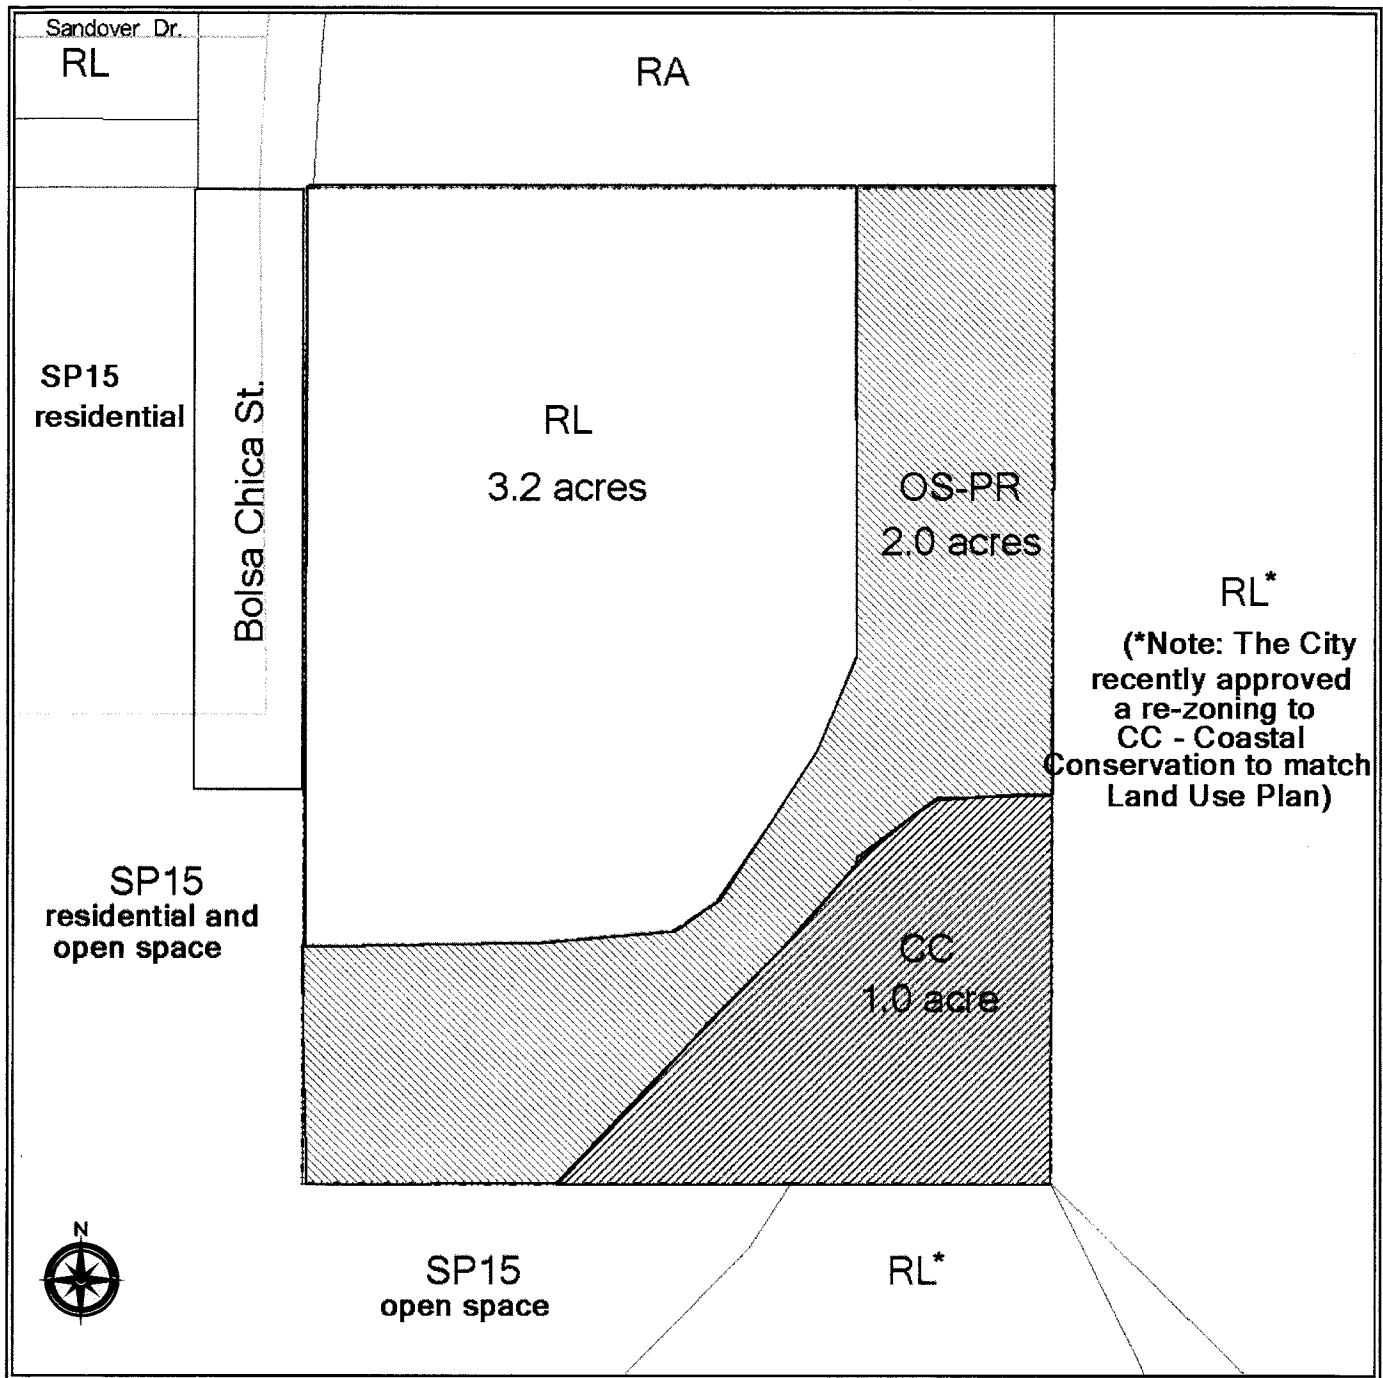 Sandover Dr.
RL
RA
SP15
residential
Bolsa Chica St.
RL
3.2 acres
OS-PR
2.0 acres
RL*
(*Note: The City
recently approved
a re-zoning to
CC - Coastal
Conservation to match
Land Use Plan)
SP15
residential and
open space
CC
1.0 acre
N
SP15
open space
RL*